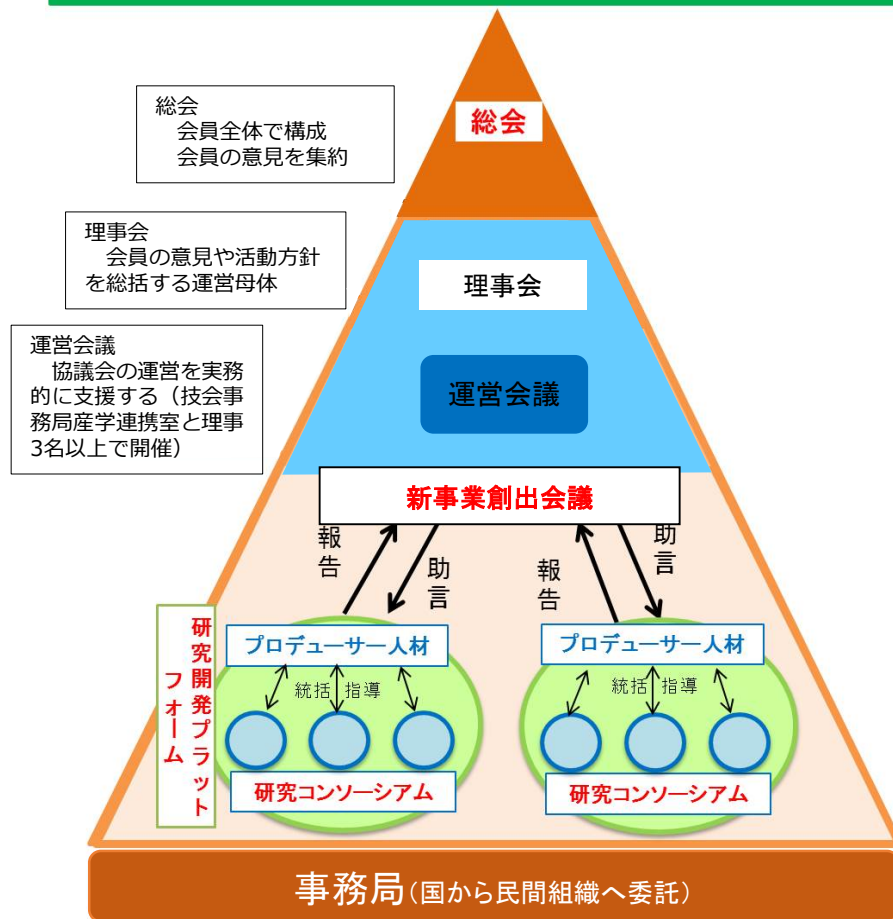 総会
総会
会員全体で構成
会員の意見を集約
理事会
会員の意見や活動方針
を総括する運営母体
理事会
運営会議
協議会の運営を実務
的に支援する（技会事
務局産学連携室と理事
3名以上で開催）
運営会議
新事業創出会議
報告
助言
報告
助言
研究開発プラット
フォーム
プロデューサー人材
統括 指導
研究コンソーシアム
プロデューサー人材
統括 指導
研究コンソーシアム
事務局(国から民間組織へ委託)